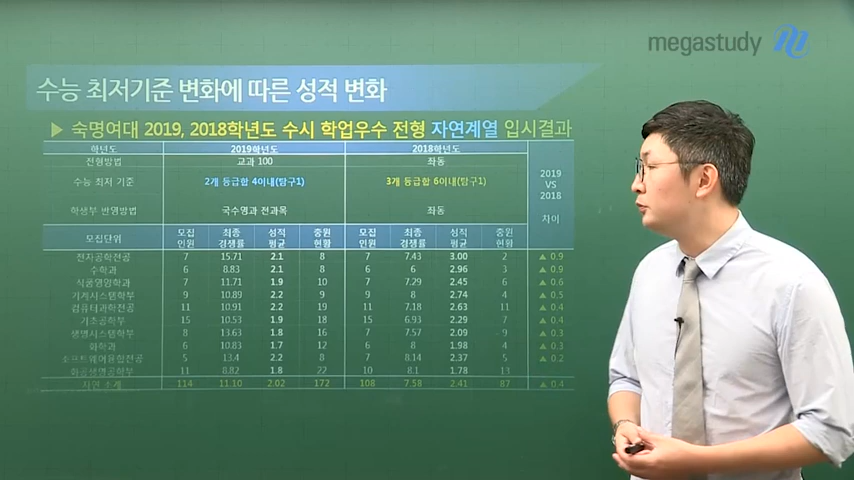 megastudy
수능 최저기준 변화에 따른 성적 변화
▶ 숙명여대 2019, 2018학년도 수시 학업우수 전형 자연계열 입시결과
학년도 2019학년도 2018학년도 2019 VS 2018 차이
전형방법 교과 100 좌동
수능 최저 기준 2개 등급합 4이내(탐구1) 3개 등급합 6이내(탐구1)
학생부 반영방법 국수영과 전과목 좌동
모집단위 모집인원 최종경쟁률 성적평균 충원현황 모집인원 최종경쟁률 성적평균 충원현황
전자공학전공 7 15.71 2.1 8 7 7.43 3.00 2 ▲ 0.9
수학과 6 8.83 2.1 8 6 6 2.96 3 ▲ 0.9
식품영양학과 7 11.71 1.9 10 7 7.29 2.45 6 ▲ 0.6
기계시스템학부 9 10.89 2.2 9 9 8 2.74 4 ▲ 0.5
컴퓨터과학전공 11 10.91 2.2 19 11 7.18 2.63 11 ▲ 0.4
기초공학부 15 10.53 1.9 18 15 6.93 2.29 7 ▲ 0.4
생명시스템학부 8 13.63 1.8 16 7 7.57 2.09 9 ▲ 0.3
화학과 6 10.83 1.7 12 6 8 1.98 4 ▲ 0.3
소프트웨어융합전공 5 13.4 2.2 8 7 8.14 2.37 5 ▲ 0.2
화공생명공학부 11 8.82 1.8 22 10 8.1 1.78 13
자연 소계 114 11.10 2.02 172 108 7.58 2.41 87 ▲ 0.4